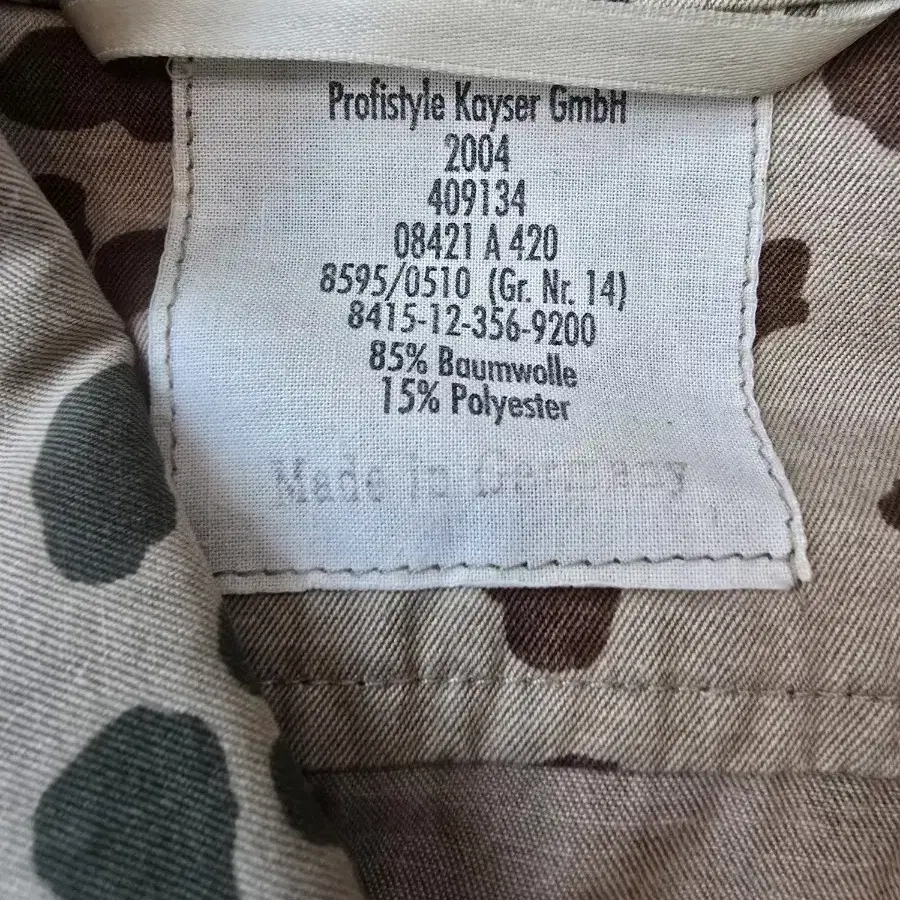 Profistyle Kayser GmbH
2004
409134
08421 A 420
8595/0510 (Gr. Nr. 14)
8415-12-356-9200
85% Baumwolle
15% Polyester
Made in Germany